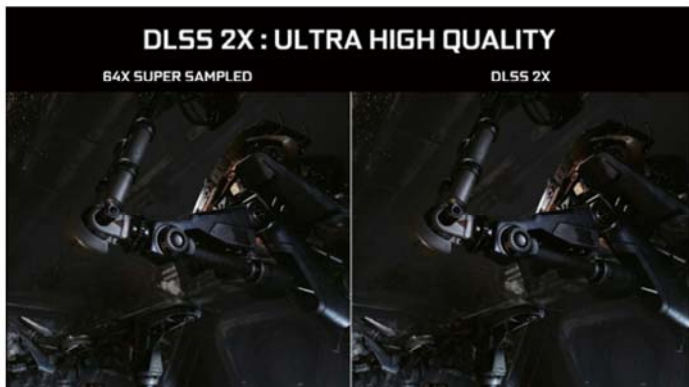 DLSS 2X : ULTRA HIGH QUALITY
64X SUPER SAMPLED
DLSS 2X